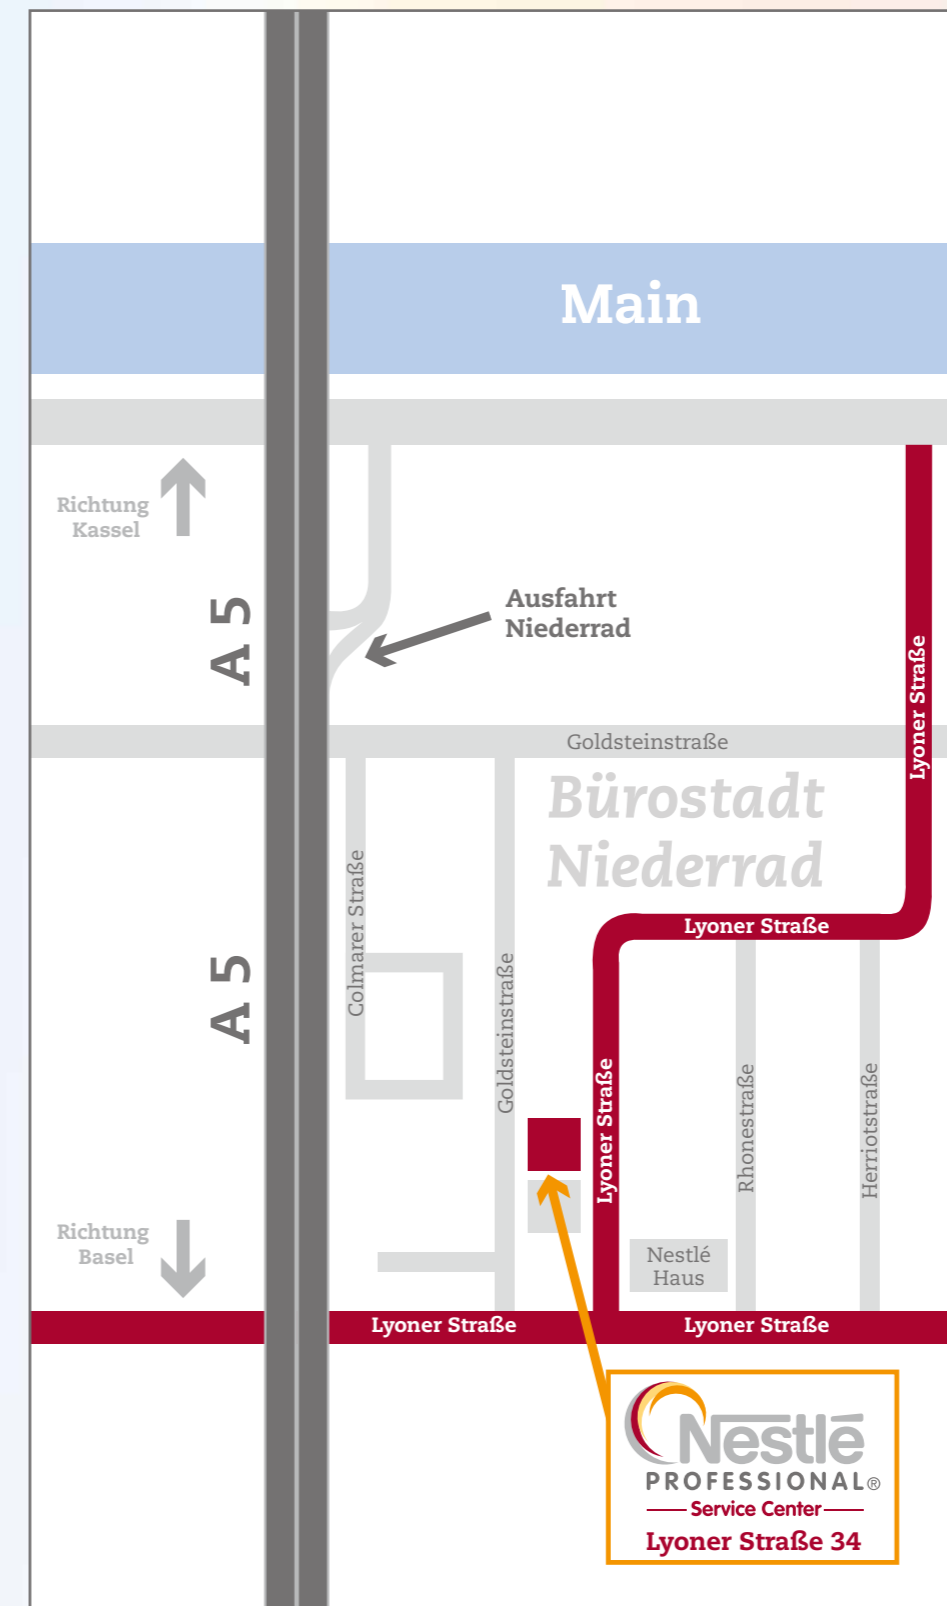 Main
Richtung
Kassel
A 5
Ausfahrt
Niederrad
Lyoner Straße
Goldsteinstraße
Bürostadt
Niederrad
Colmarer Straße
Lyoner Straße
A 5
Goldsteinstraße
Lyoner Straße
Rhonestraße
Herriotstraße
Richtung
Basel
Nestlé
Haus
Lyoner Straße
Lyoner Straße
Nestlé
PROFESSIONAL®
Service Center
Lyoner Straße 34